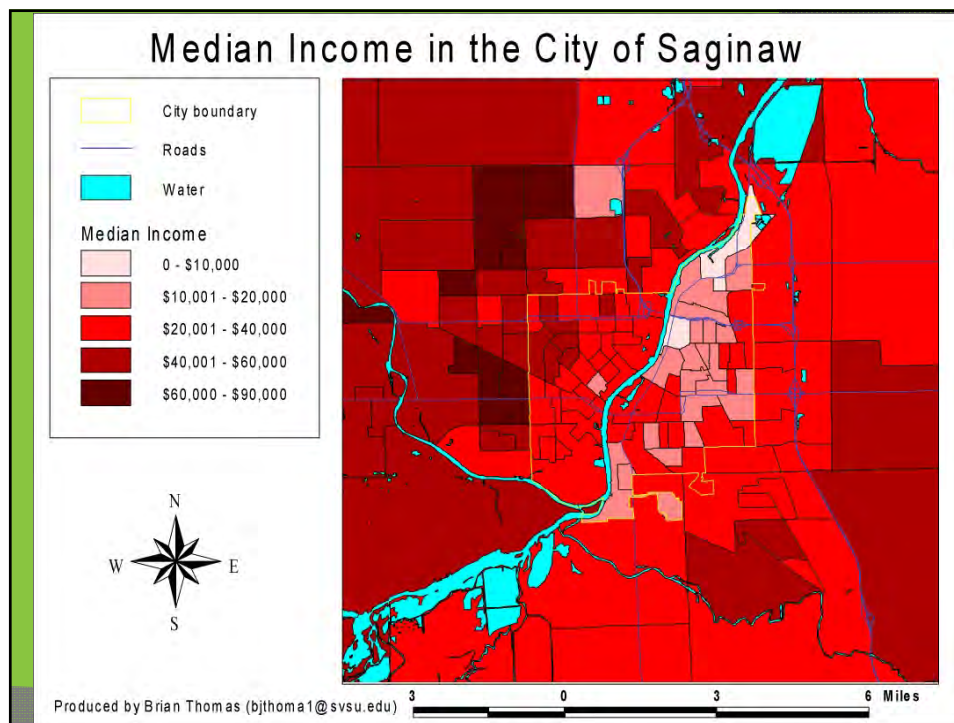 Median Income in the City of Saginaw
City boundary
Roads
Water
Median Income
0 - $10,000
$10,001 - $20,000
$20,001 - $40,000
$40,001 - $60,000
$60,000 - $90,000
N
W E
S
Produced by Brian Thomas (bjthoma1@svsu.edu)
3 0 3 6 Miles